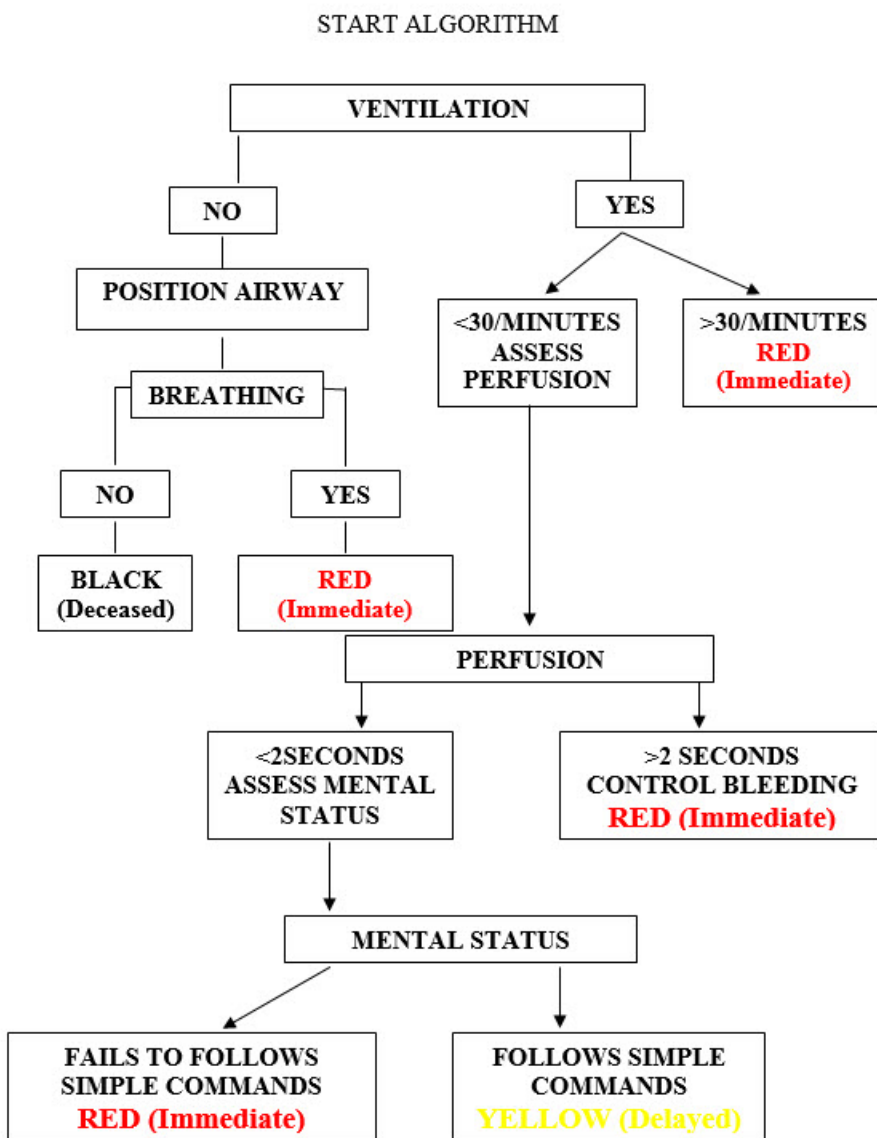 START ALGORITHM
VENTILATION
NO
YES
POSITION AIRWAY
<30/MINUTES
ASSESS
PERFUSION
>30/MINUTES
RED
(Immediate)
BREATHING
NO
YES
BLACK
(Deceased)
RED
(Immediate)
PERFUSION
<2SECONDS
ASSESS MENTAL
STATUS
>2 SECONDS
CONTROL BLEEDING
RED (Immediate)
MENTAL STATUS
FAILS TO FOLLOWS
SIMPLE COMMANDS
RED (Immediate)
FOLLOWS SIMPLE
COMMANDS
YELLOW (Delayed)